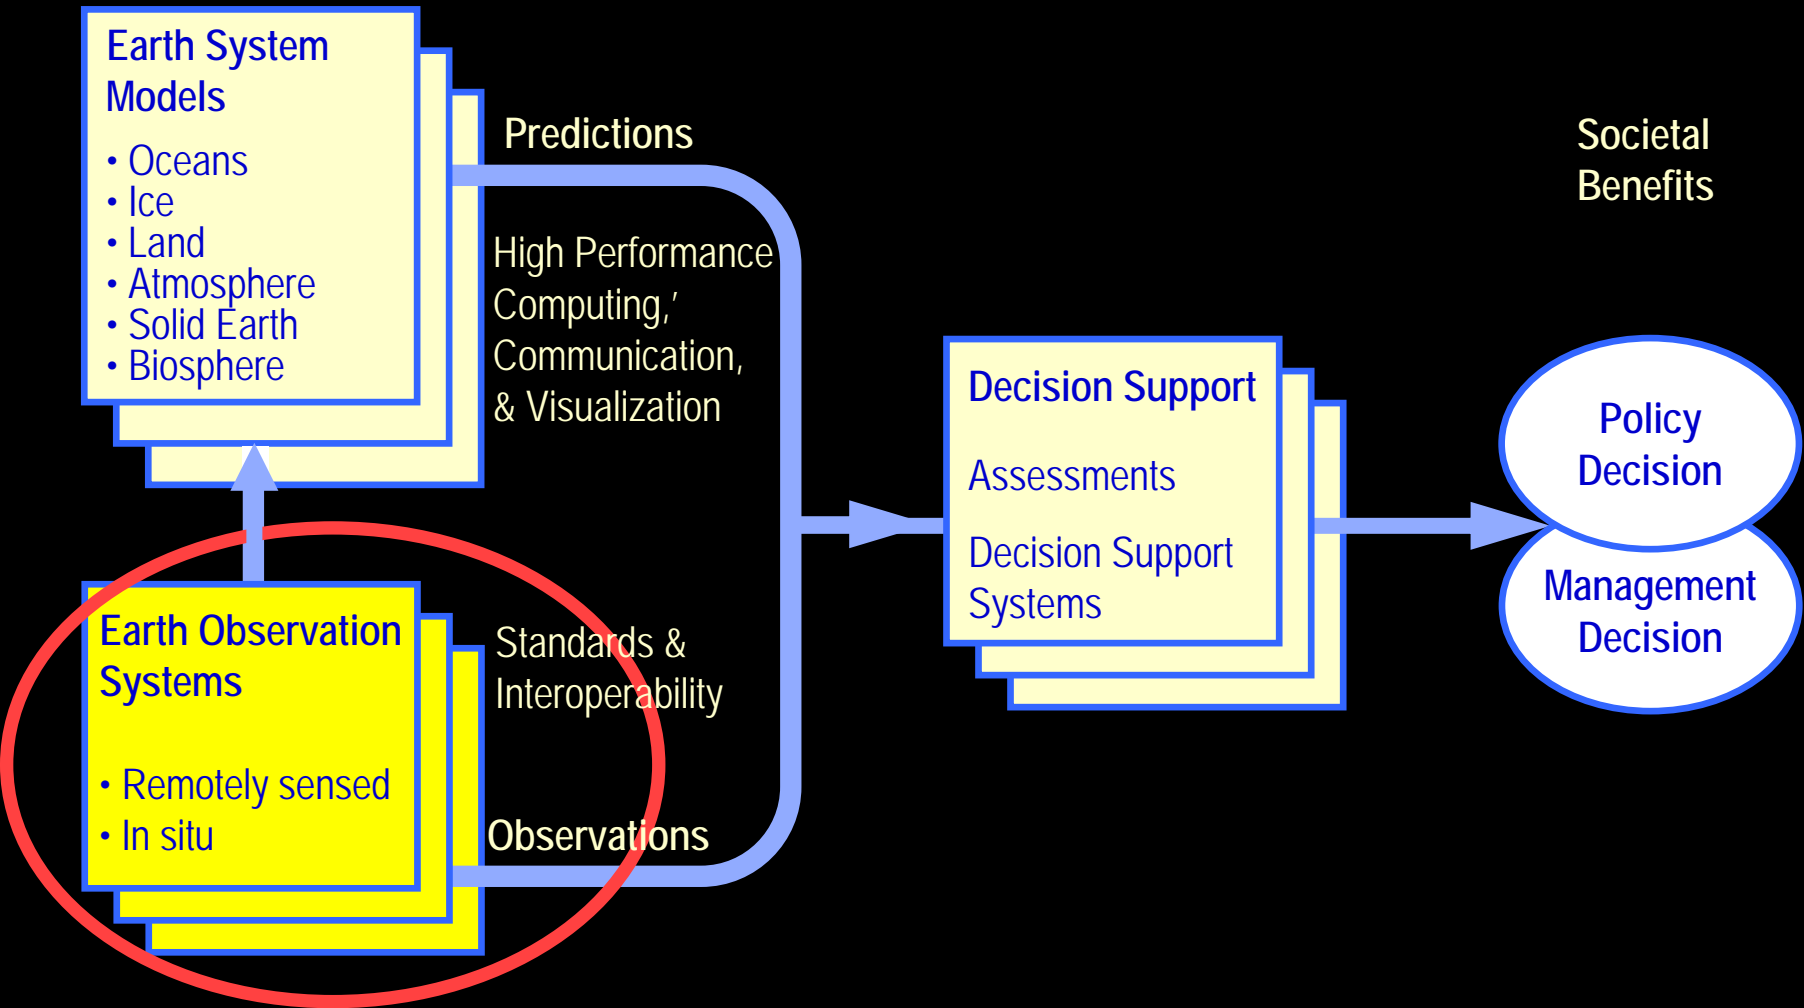 Earth System
Models
• Oceans
• Ice
• Land
• Atmosphere
• Solid Earth
• Biosphere
Predictions
High Performance
Computing,′
Communication,
& Visualization
Societal
Benefits
Decision Support
Assessments
Decision Support
Systems
Policy
Decision
Management
Decision
Earth Observation
Systems
• Remotely sensed
• In situ
Standards &
Interoperability
Observations